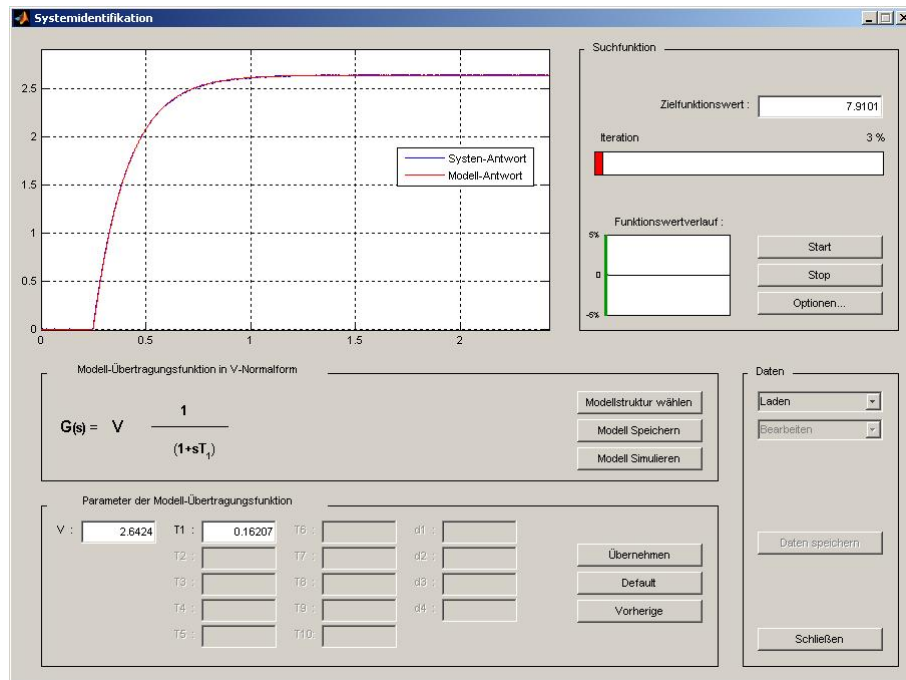 Systemidentifikation
2.5
2
1.5
1
0.5
0
0 0.5 1 1.5 2
Systen-Antwort
Modell-Antwort
Suchfunktion
Zielfunktionswert : 7.9101
Iteration 3 %
Funktionswertverlauf :
5%
0
-5%
Start
Stop
Optionen...
Modell-Übertragungsfunktion in V-Normform
G(s) = V 1
(1+sT1)
Modellstruktur wählen
Modell Speichern
Modell Simulieren
Daten
Laden
Bearbeiten
Daten speichern
Schließen
Parameter der Modell-Übertragungsfunktion
V : 2.6424 T1 : 0.16207 T6 : d1 :
T2 : T7 : d2 :
T3 : T8 : d3 :
T4 : T9 : d4 :
T5 : T10:
Übernehmen
Default
Vorherige